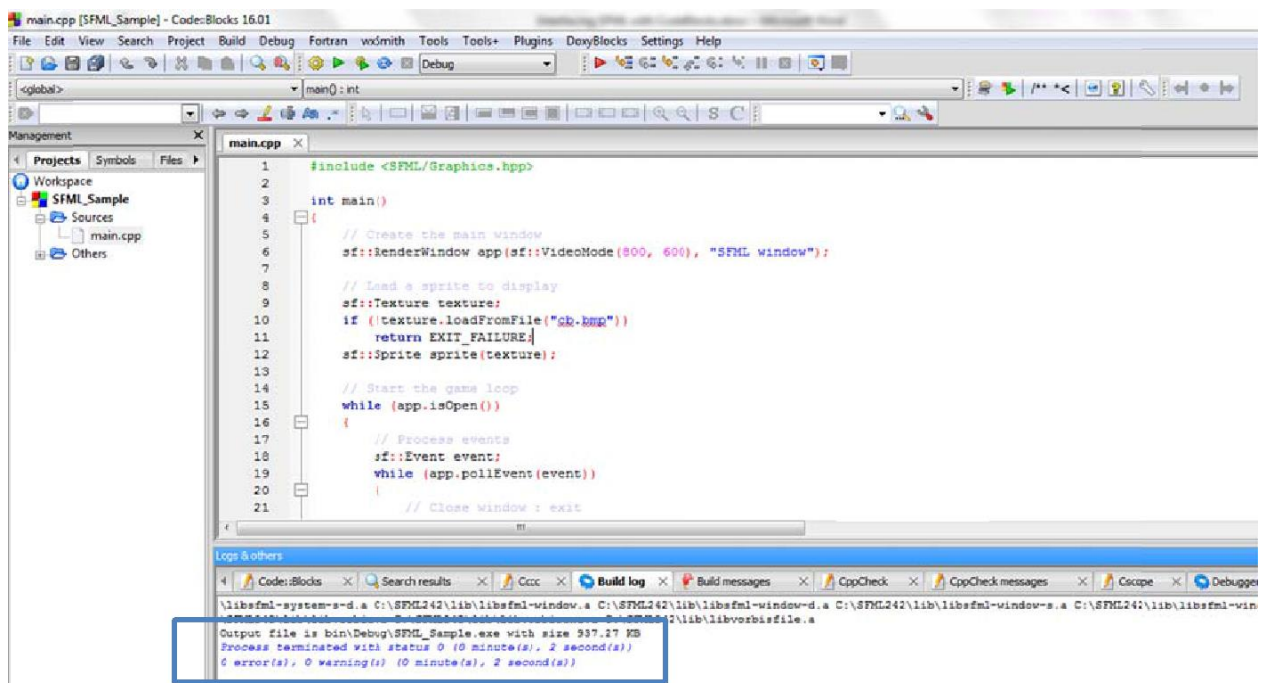 main.cpp [SFML_Sample] - Code::Blocks 16.01
File Edit View Search Project Build Debug Fortran wxSmith Tools Tools+ Plugins DoxyBlocks Settings Help
Debug
<global>
main() : int
/** *<
S C
Management
Projects Symbols Files
Workspace
SFML_Sample
Sources
main.cpp
Others
main.cpp
1 #include <SFML/Graphics.hpp>
2
3 int main()
4 {
5 // Create the main window
6 sf::RenderWindow app(sf::VideoMode(800, 600), "SFML window");
7
8 // Load a sprite to display
9 sf::Texture texture;
10 if (!texture.loadFromFile("cb.bmp"))
11 return EXIT_FAILURE;
12 sf::Sprite sprite(texture);
13
14 // Start the game loop
15 while (app.isOpen())
16 {
17 // Process events
18 sf::Event event;
19 while (app.pollEvent(event))
20 {
21 // Close window : exit
Logs & others
Code::Blocks Search results Cccc Build log Build messages CppCheck CppCheck messages Cscope Debugger
\libsfml-system-s-d.a C:\SFML242\lib\libsfml-window.a C:\SFML242\lib\libsfml-window-d.a C:\SFML242\lib\libsfml-window-s.a C:\SFML242\lib\libsfml-win
\lib\libvorbisfile.a
Output file is bin\Debug\SFML_Sample.exe with size 937.27 KB
Process terminated with status 0 (0 minute(s), 2 second(s))
0 error(s), 0 warning(s) (0 minute(s), 2 second(s))